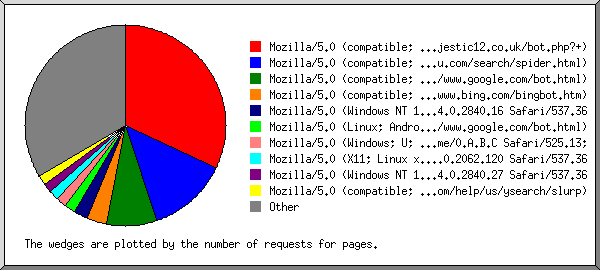 Mozilla/5.0 (compatible; ...jestic12.co.uk/bot.php?+)
Mozilla/5.0 (compatible; ...u.com/search/spider.html)
Mozilla/5.0 (compatible; .../www.google.com/bot.html)
Mozilla/5.0 (compatible; ...www.bing.com/bingbot.htm)
Mozilla/5.0 (Windows NT 1...4.0.2840.16 Safari/537.36
Mozilla/5.0 (Linux; Andro.../www.google.com/bot.html)
Mozilla/5.0 (Windows; U; ...me/0.A.B.C Safari/525.13;
Mozilla/5.0 (X11; Linux x....0.2062.120 Safari/537.36
Mozilla/5.0 (Windows NT 1...4.0.2840.27 Safari/537.36
Mozilla/5.0 (compatible; ...om/help/us/ysearch/slurp)
Other
The wedges are plotted by the number of requests for pages.